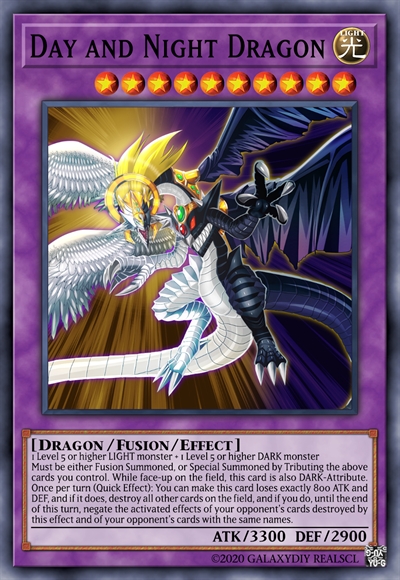 DAY AND NIGHT DRAGON
LIGHT
光
[DRAGON/FUSION/EFFECT]
1 Level 5 or higher LIGHT monster + 1 Level 5 or higher DARK monster
Must be either Fusion Summoned, or Special Summoned by Tributing the above
cards you control. While face-up on the field, this card is also DARK-Attribute.
Once per turn (Quick Effect): You can make this card loses exactly 800 ATK and
DEF, and if it does, destroy all other cards on the field, and if you do, until the end
of this turn, negate the activated effects of your opponent's cards destroyed by
this effect and of your opponent's cards with the same names.
ATK/3300 DEF/2900
©2020 GALAXYDIY REALSCL